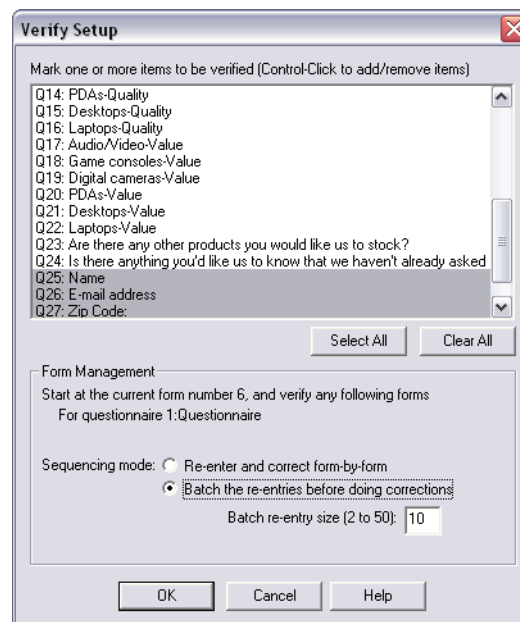 Verify Setup
Mark one or more items to be verified (Control-Click to add/remove items)
Q14: PDAs-Quality
Q15: Desktops-Quality
Q16: Laptops-Quality
Q17: Audio/Video-Value
Q18: Game consoles-Value
Q19: Digital cameras-Value
Q20: PDAs-Value
Q21: Desktops-Value
Q22: Laptops-Value
Q23: Are there any other products you would like us to stock?
Q24: Is there anything you'd like us to know that we haven't already asked
Q25: Name
Q26: E-mail address
Q27: Zip Code:
Select All Clear All
Form Management
Start at the current form number 6, and verify any following forms
For questionnaire 1:Questionnaire
Sequencing mode: Re-enter and correct form-by-form
Batch the re-entries before doing corrections
Batch re-entry size (2 to 50): 10
OK Cancel Help